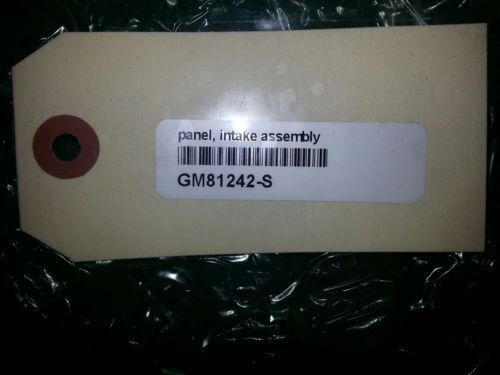 panel, intake assembly
GM81242-S